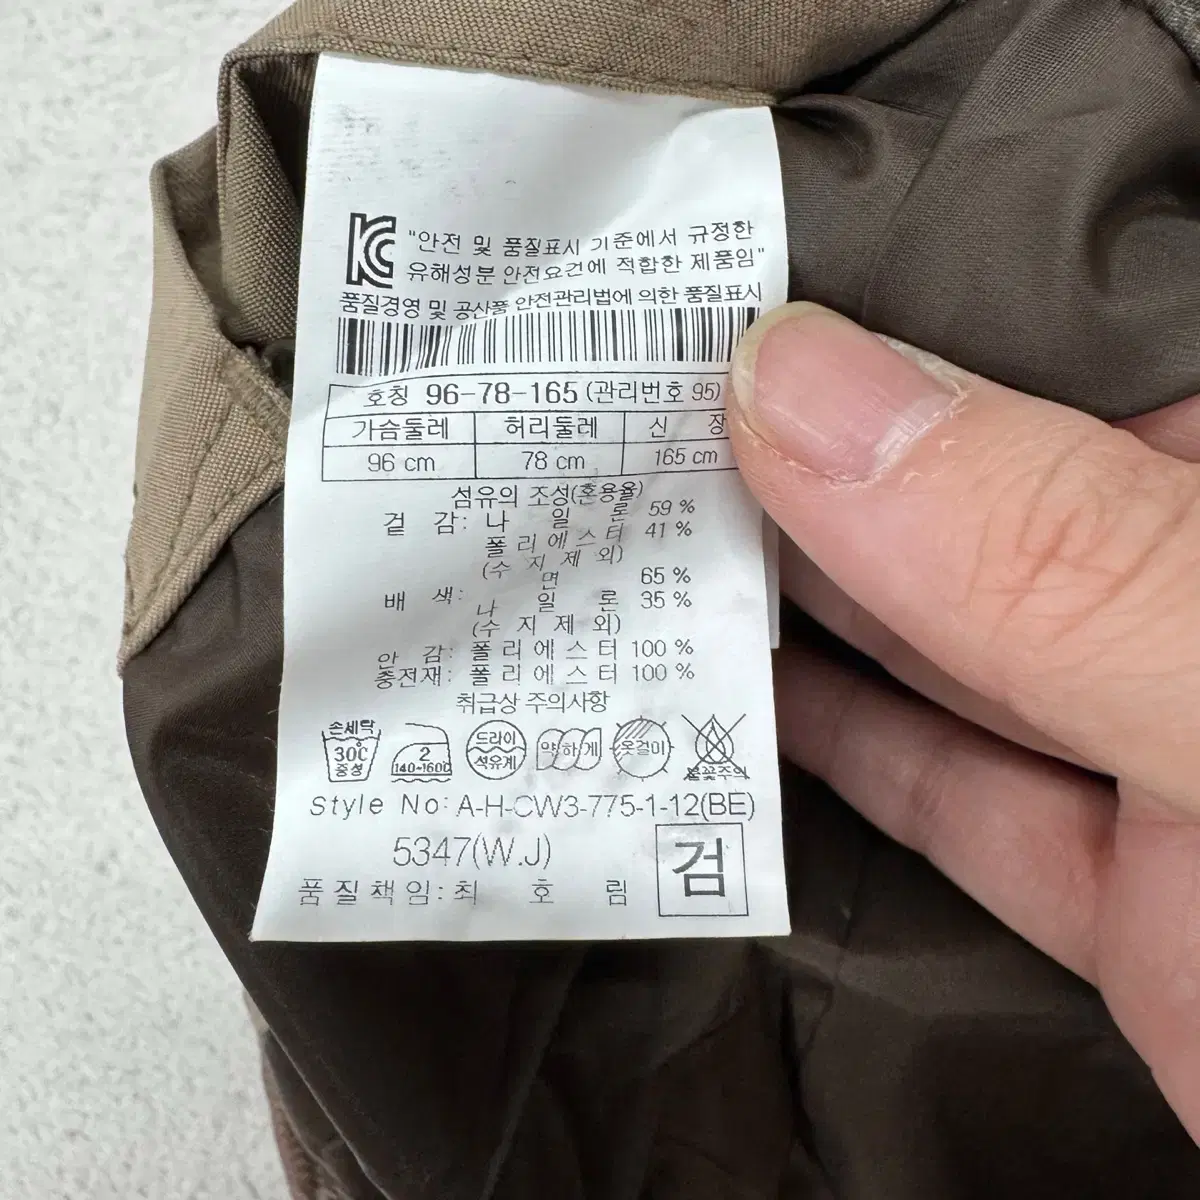 KC "안전 및 품질표시 기준에서 규정한
유해성분 안전요건에 적합한 제품임"
품질경영 및 공산품 안전관리법에 의한 품질표시
호칭 96-78-165 (관리번호 95)
가슴둘레 허리둘레 신 장
96 cm 78 cm 165 cm
섬유의 조성(혼용율)
겉 감: 나 일 론 59 %
폴리에스터 41 %
(수 지 제 외)
배 색: 면 65 %
나 일 론 35 %
(수 지 제 외)
안 감: 폴리에스터 100 %
충전재: 폴리에스터 100 %
취급상 주의사항
손세탁 30℃ 중성
2 140~160℃
드라이 석유계
약하게
옷걸이
불꽃주의
Style No: A-H-CW3-775-1-12(BE)
5347(W.J)
품질책임: 최 호 림
검